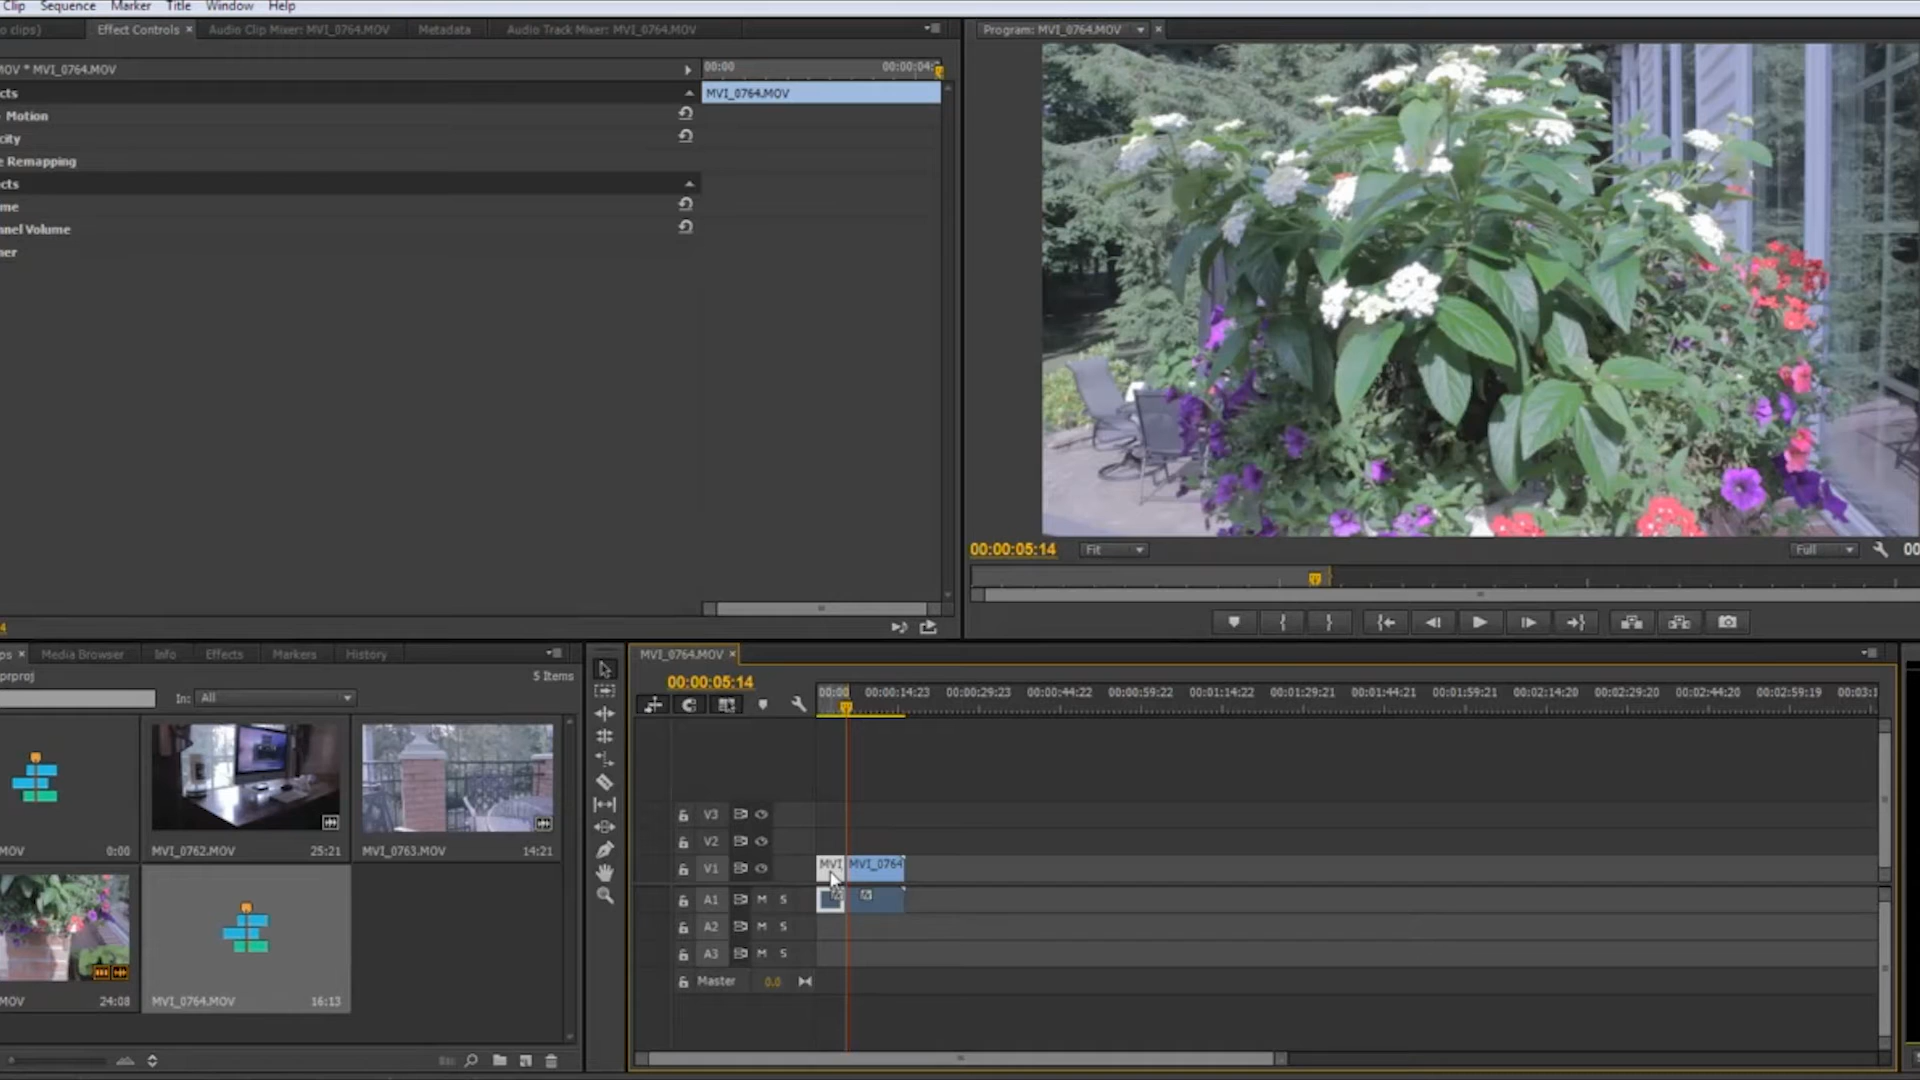 Clip Sequence Marker Title Window Help
o clips) Effect Controls × Audio Clip Mixer: MVI_0764.MOV Metadata Audio Track Mixer: MVI_0764.MOV
Program: MVI_0764.MOV ×
MOV * MVI_0764.MOV
00:00 00:00:04:
cts
MVI_0764.MOV
Motion
city
e Remapping
cts
me
nnel Volume
ner
00:00:05:14 Fit Full 00
4
ps × Media Browser Info Effects Markers History
prproj 5 Items
In: All
MOV 0:00
MVI_0762.MOV 25:21
MVI_0763.MOV 14:21
MOV 24:08
MVI_0764.MOV 16:13
MVI_0764.MOV ×
00:00:05:14
00:00 00:00:14:23 00:00:29:23 00:00:44:22 00:00:59:22 00:01:14:22 00:01:29:21 00:01:44:21 00:01:59:21 00:02:14:20 00:02:29:20 00:02:44:20 00:02:59:19 00:03:1
V3
V2
V1 MVI MVI_0764
A1 M S
A2 M S
A3 M S
Master 0.0